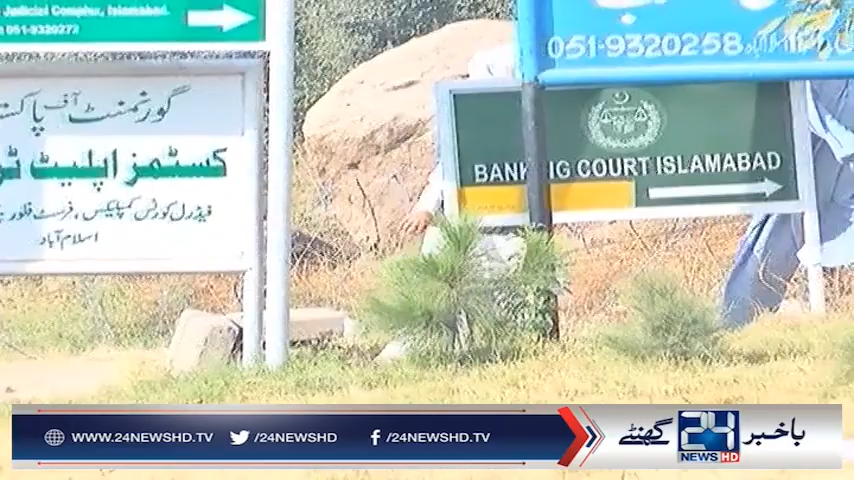 Judicial Complex, Islamabad.
051-9320272
گورنمنٹ آف پاکستان
کسٹمز اپلیٹ
فیڈرل کورٹس کمپلیکس، فرسٹ فلور
اسلام آباد
051-9320258
BANKING COURT ISLAMABAD
WWW.24NEWSHD.TV /24NEWSHD /24NEWSHD
باخبر 24 گھنٹے
NEWS HD